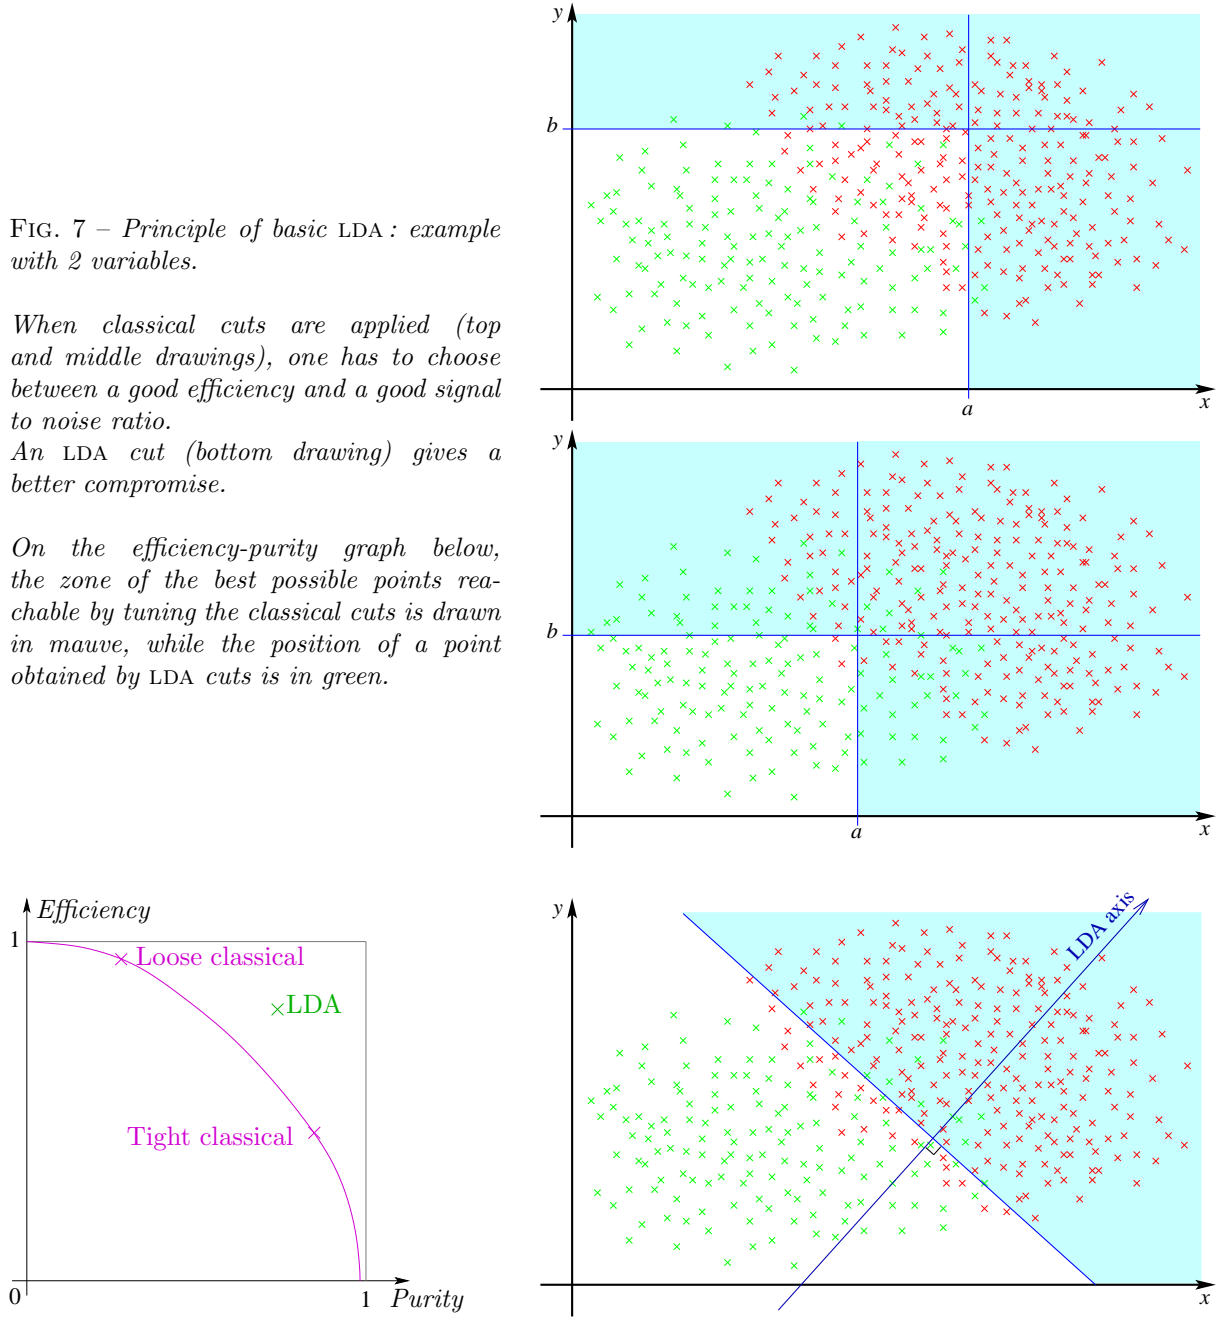 FIG. 7 – Principle of basic LDA : example
with 2 variables.
When classical cuts are applied (top
and middle drawings), one has to choose
between a good efficiency and a good signal
to noise ratio.
An LDA cut (bottom drawing) gives a
better compromise.
On the efficiency-purity graph below,
the zone of the best possible points rea-
chable by tuning the classical cuts is drawn
in mauve, while the position of a point
obtained by LDA cuts is in green.
y
b
a
x
y
b
a
x
Efficiency
1
Loose classical
LDA
Tight classical
0
1
Purity
y
LDA axis
x